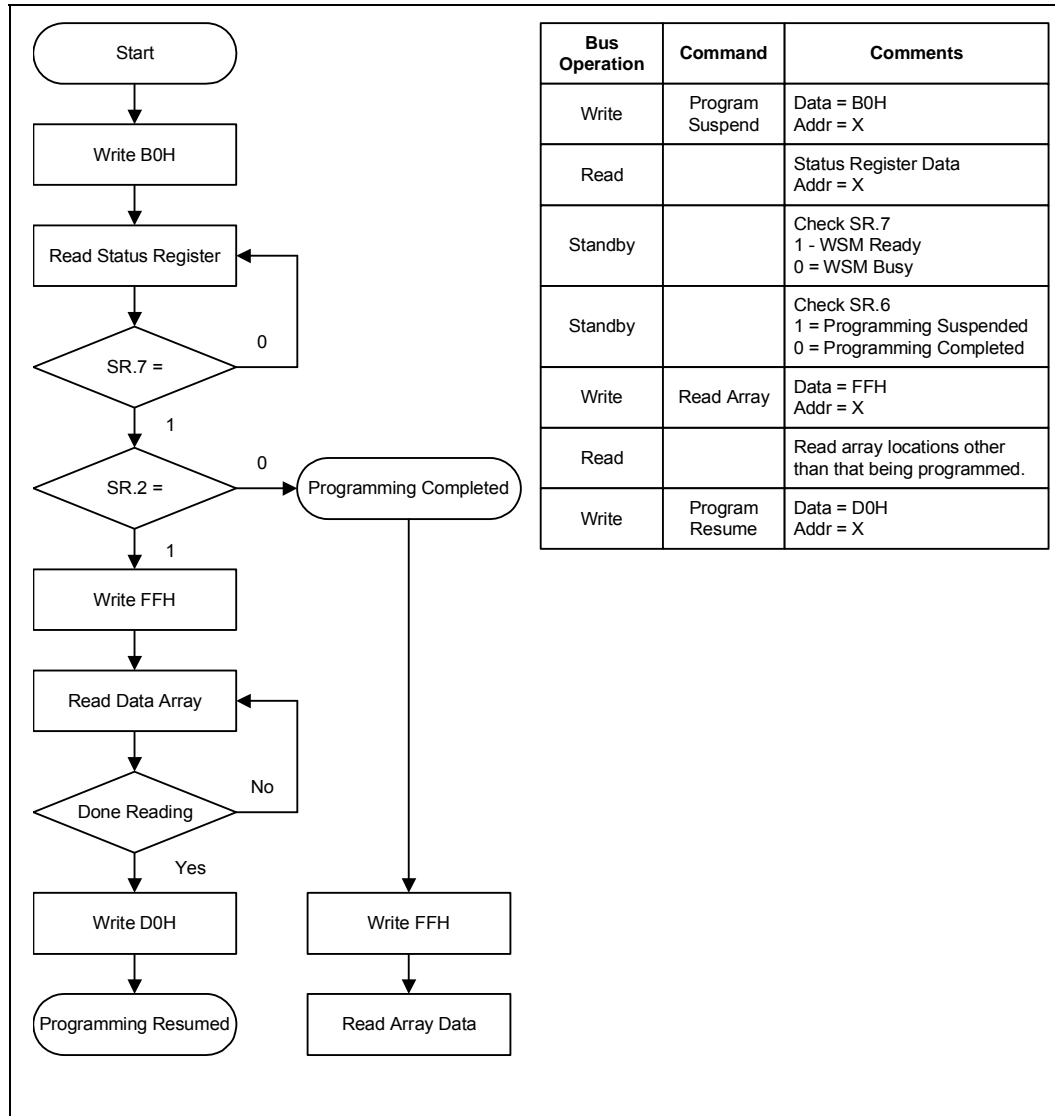 Start
Write B0H
Read Status Register
SR.7 =
0
1
SR.2 =
0
Programming Completed
1
Write FFH
Read Data Array
Done Reading
No
Yes
Write D0H
Programming Resumed
Write FFH
Read Array Data
Bus
Operation
Command
Comments
Write
Program
Suspend
Data = B0H
Addr = X
Read
Status Register Data
Addr = X
Standby
Check SR.7
1 - WSM Ready
0 = WSM Busy
Standby
Check SR.6
1 = Programming Suspended
0 = Programming Completed
Write
Read Array
Data = FFH
Addr = X
Read
Read array locations other
than that being programmed.
Write
Program
Resume
Data = D0H
Addr = X